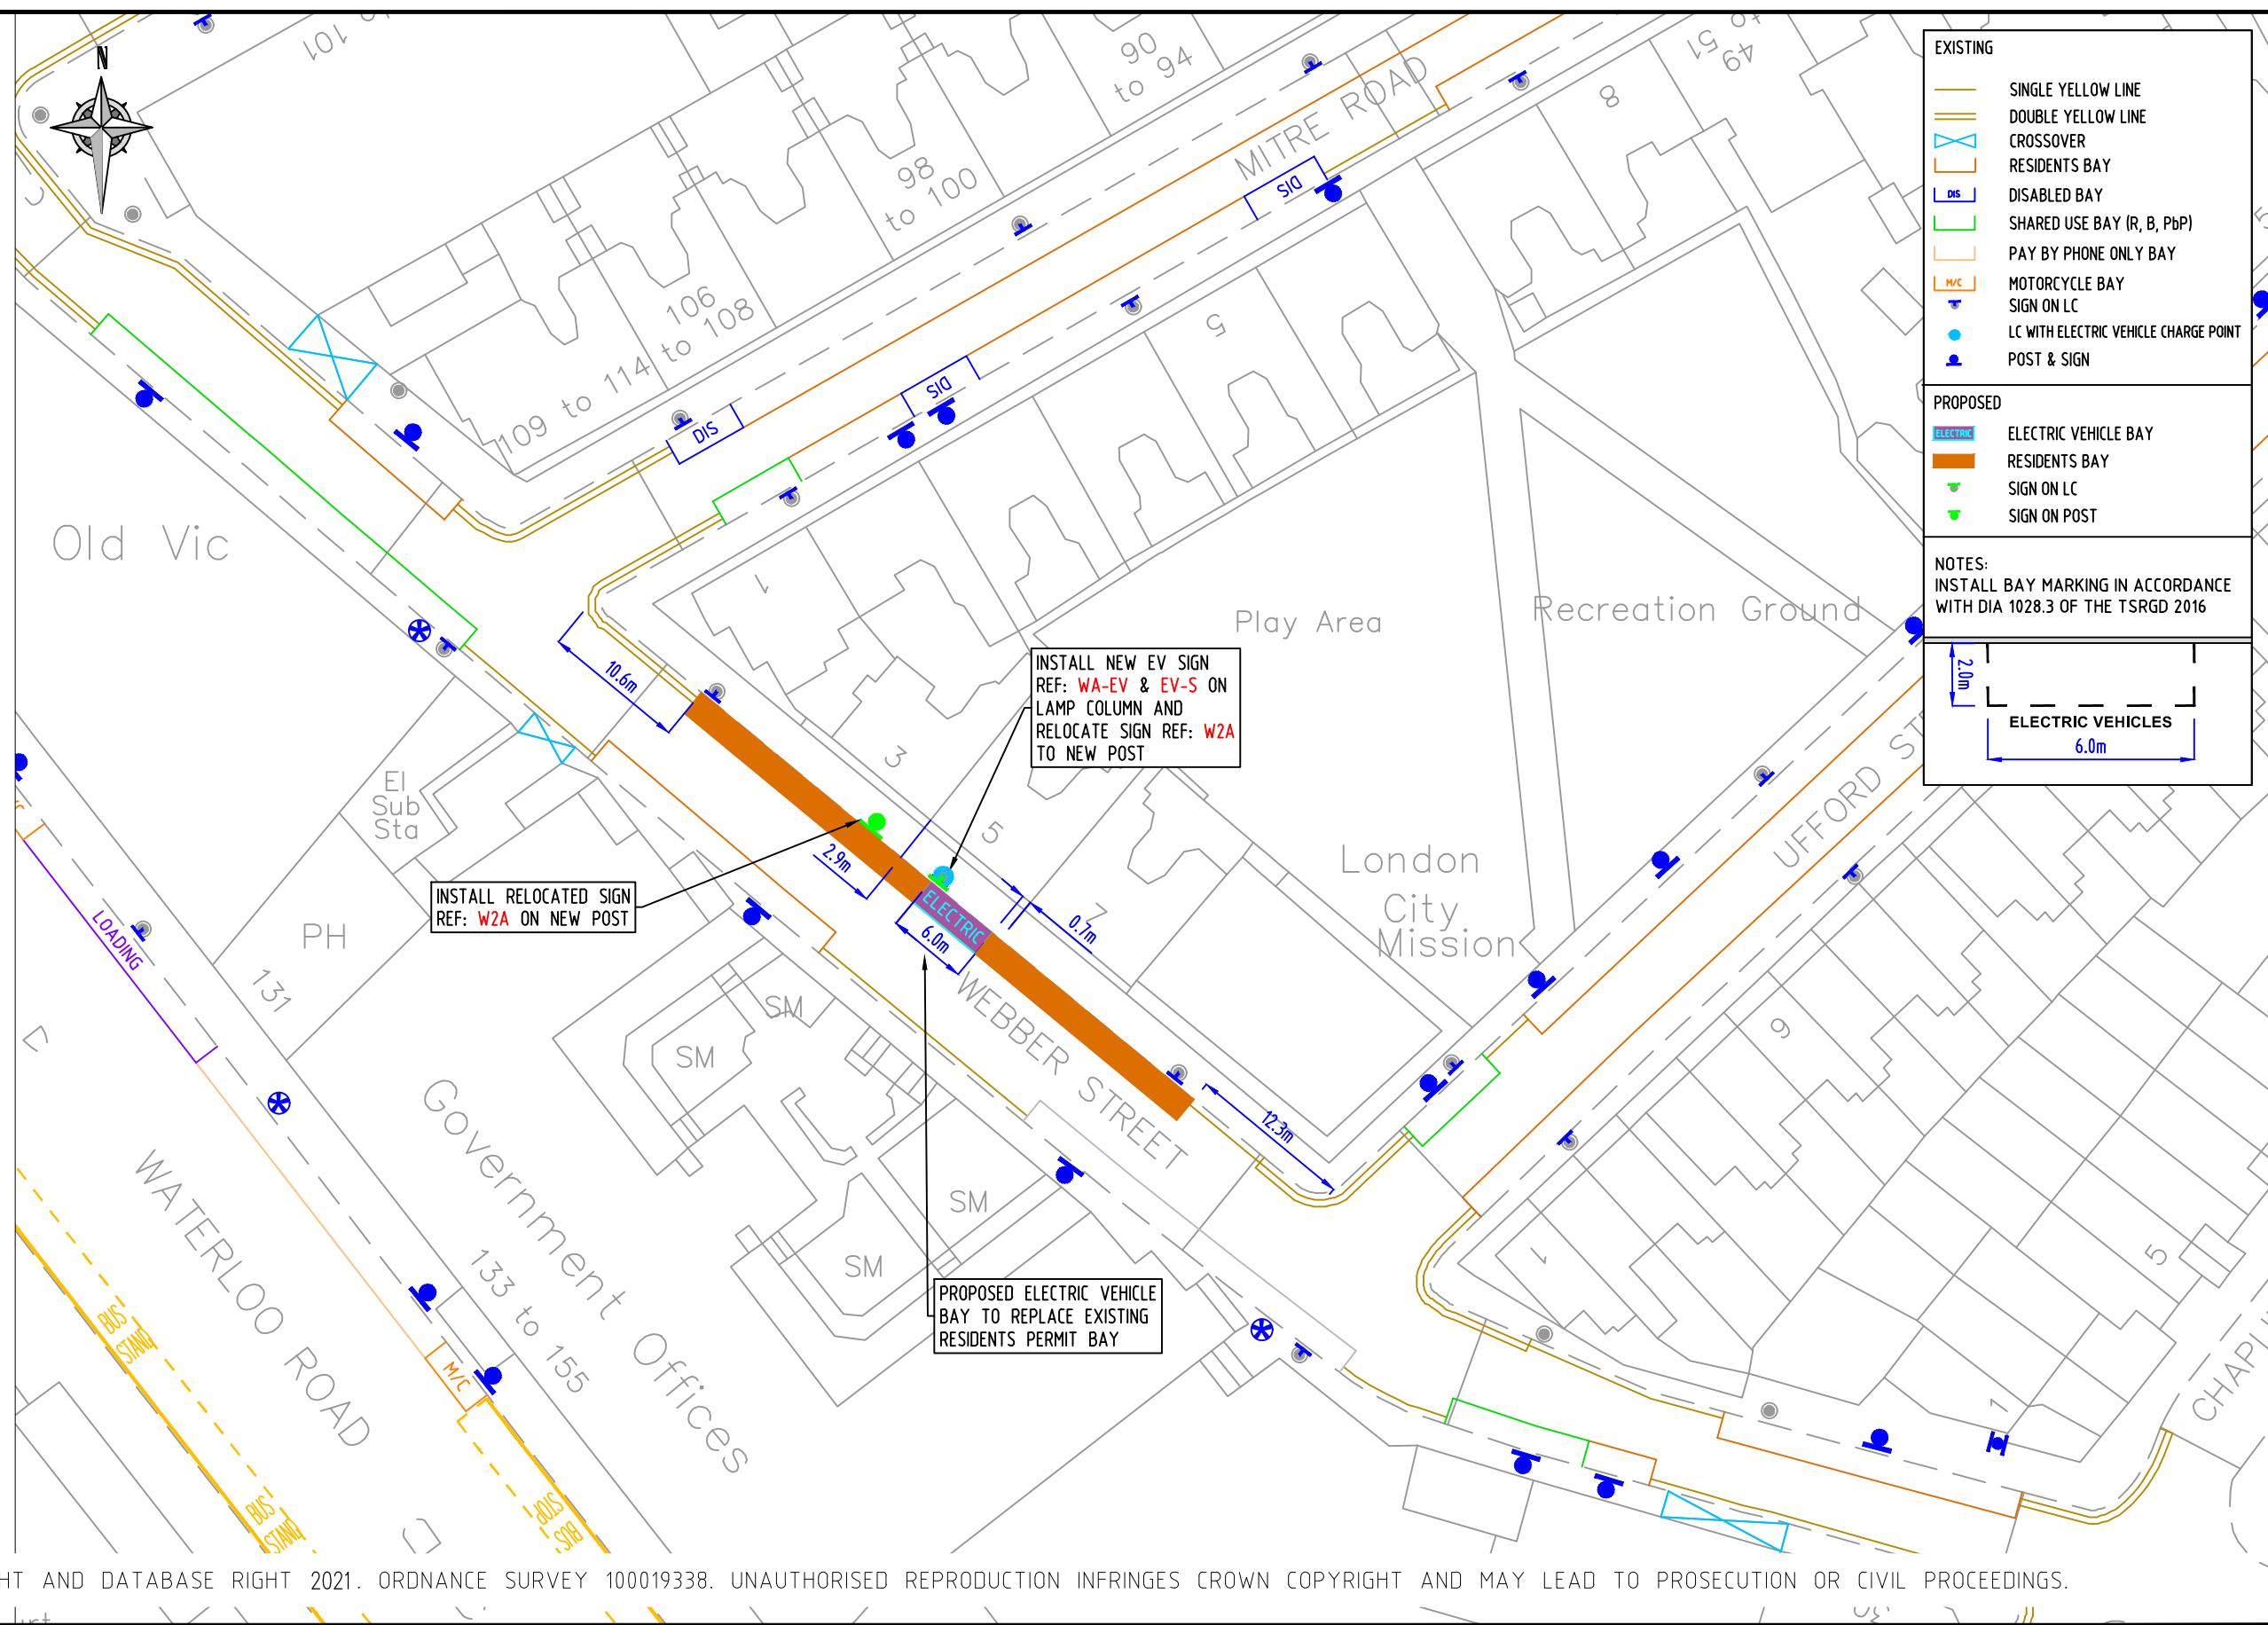 N
101
90
to 94
49
8
MITRE ROAD
98
to 100
DIS
106
109 to 114 to 108
5
DIS
DIS
Old Vic
1
Play Area
Recreation Ground
10.6m
INSTALL NEW EV SIGN
REF: WA-EV & EV-S ON
LAMP COLUMN AND
RELOCATE SIGN REF: W2A
TO NEW POST
3
5
7
El
Sub
Sta
2.9m
ELECTRIC
6.0m
0.7m
London
City
Mission
UFFORD ST
INSTALL RELOCATED SIGN
REF: W2A ON NEW POST
PH
131
LOADING
SM
SM
SM
SM
WEBBER STREET
12.3m
9
1
5
1
Government Offices
133 to 155
WATERLOO ROAD
PROPOSED ELECTRIC VEHICLE
BAY TO REPLACE EXISTING
RESIDENTS PERMIT BAY
BUS
STAND
M/C
BUS
STAND
BUS
STOP
EXISTING
SINGLE YELLOW LINE
DOUBLE YELLOW LINE
CROSSOVER
RESIDENTS BAY
DIS DISABLED BAY
SHARED USE BAY (R, B, PbP)
PAY BY PHONE ONLY BAY
M/C MOTORCYCLE BAY
SIGN ON LC
LC WITH ELECTRIC VEHICLE CHARGE POINT
POST & SIGN
PROPOSED
ELECTRIC ELECTRIC VEHICLE BAY
RESIDENTS BAY
SIGN ON LC
SIGN ON POST
NOTES:
INSTALL BAY MARKING IN ACCORDANCE
WITH DIA 1028.3 OF THE TSRGD 2016
2.0m
ELECTRIC VEHICLES
6.0m
HT AND DATABASE RIGHT 2021. ORDNANCE SURVEY 100019338. UNAUTHORISED REPRODUCTION INFRINGES CROWN COPYRIGHT AND MAY LEAD TO PROSECUTION OR CIVIL PROCEEDINGS.